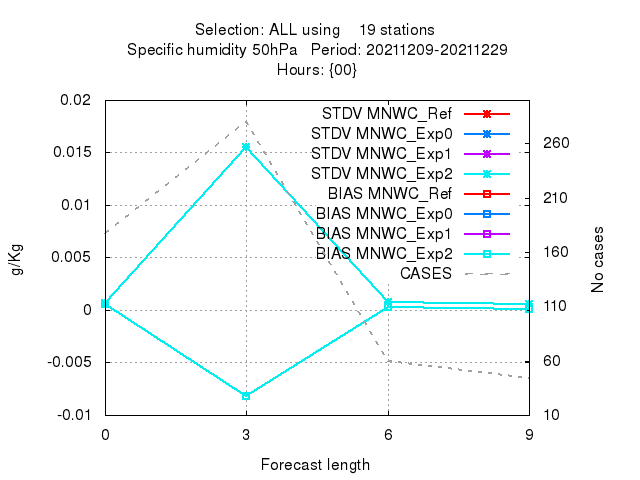 Selection: ALL using    19 stations
Specific humidity 50hPa   Period: 20211209-20211229
Hours: {00}
0.02
0.015
0.01
0.005
0
-0.005
-0.01
g/Kg
STDV MNWC_Ref
STDV MNWC_Exp0
STDV MNWC_Exp1
STDV MNWC_Exp2
BIAS MNWC_Ref
BIAS MNWC_Exp0
BIAS MNWC_Exp1
BIAS MNWC_Exp2
CASES
260
210
160
110
60
10
No cases
0 3 6 9
Forecast length